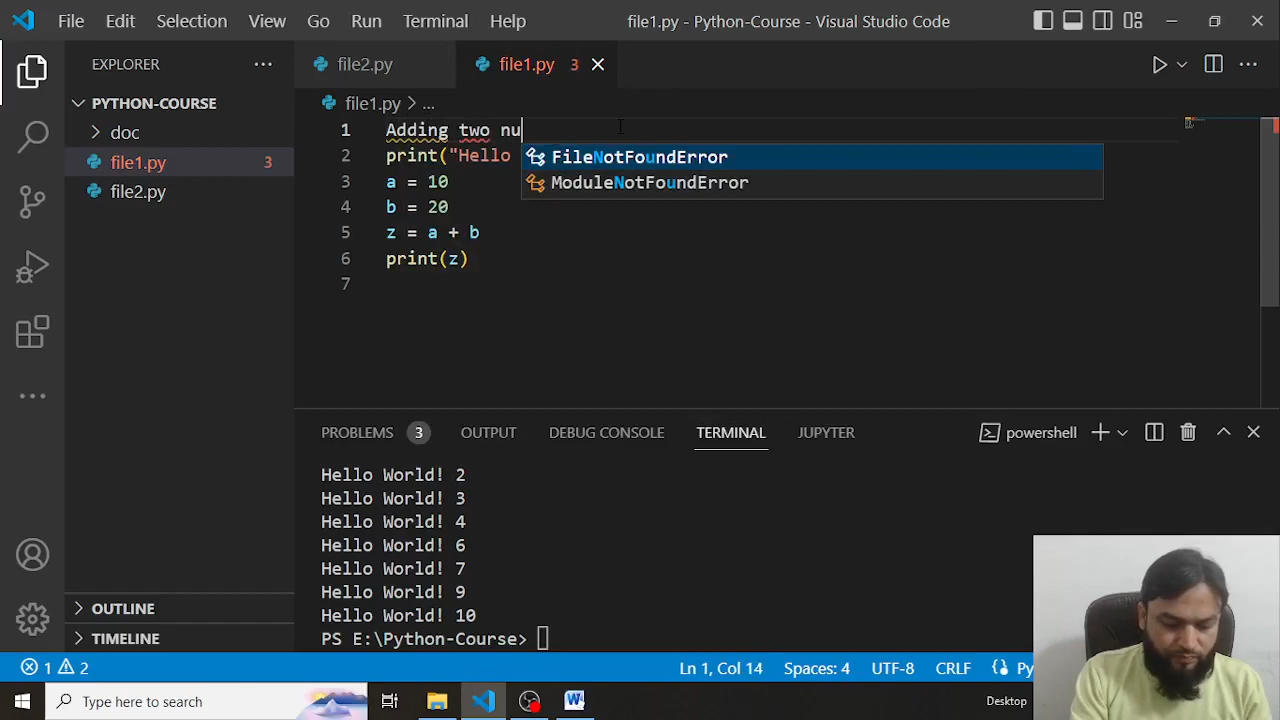 File Edit Selection View Go Run Terminal Help file1.py - Python-Course - Visual Studio Code
EXPLORER
file2.py file1.py 3
PYTHON-COURSE
file1.py > ...
doc
file1.py 3
file2.py
1 Adding two nu
2 print("Hello
3 a = 10
4 b = 20
5 z = a + b
6 print(z)
7
FileNotFoundError
ModuleNotFoundError
PROBLEMS 3 OUTPUT DEBUG CONSOLE TERMINAL JUPYTER powershell
Hello World! 2
Hello World! 3
Hello World! 4
Hello World! 6
Hello World! 7
Hello World! 9
Hello World! 10
PS E:\Python-Course>
OUTLINE
TIMELINE
1 2 Ln 1, Col 14 Spaces: 4 UTF-8 CRLF Py
Type here to search Desktop